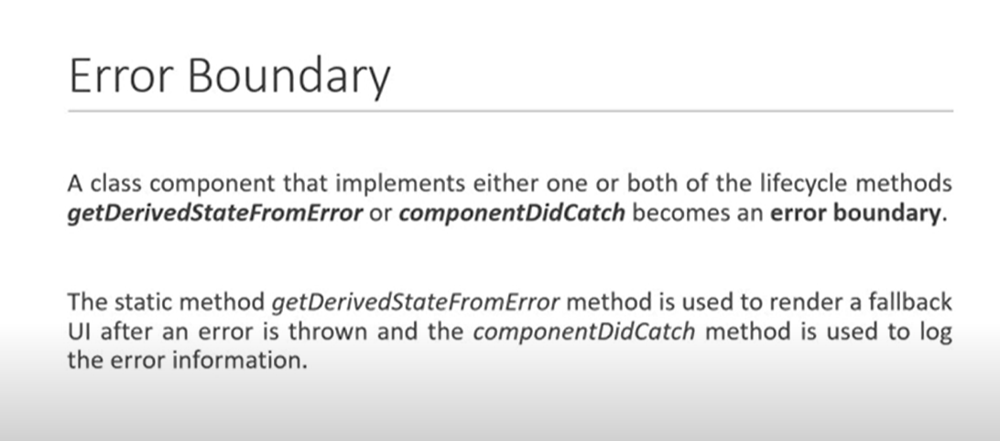 Error Boundary
A class component that implements either one or both of the lifecycle methods
getDerivedStateFromError or componentDidCatch becomes an error boundary.
The static method getDerivedStateFromError method is used to render a fallback
UI after an error is thrown and the componentDidCatch method is used to log
the error information.